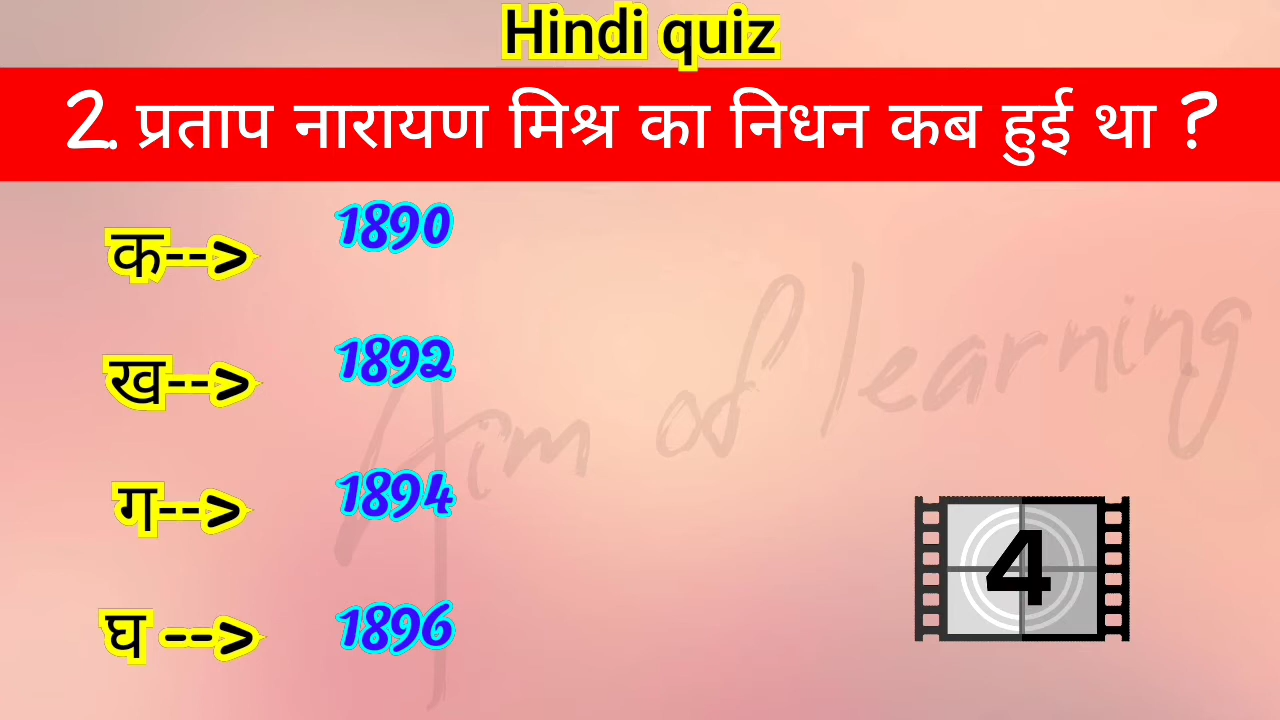 Hindi quiz
2. प्रताप नारायण मिश्र का निधन कब हुई था ?
क--> 1890
ख--> 1892
ग--> 1894
घ --> 1896
Aim of learning
4